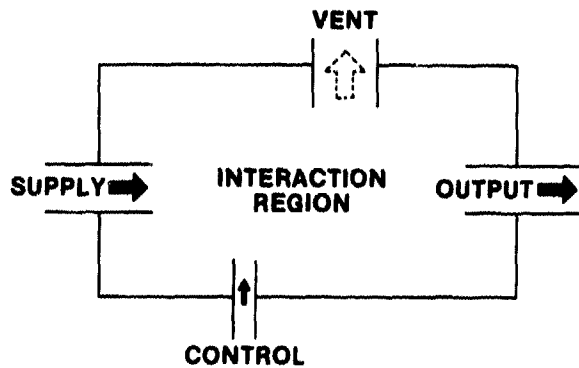 VENT
SUPPLY
INTERACTION
REGION
OUTPUT
CONTROL